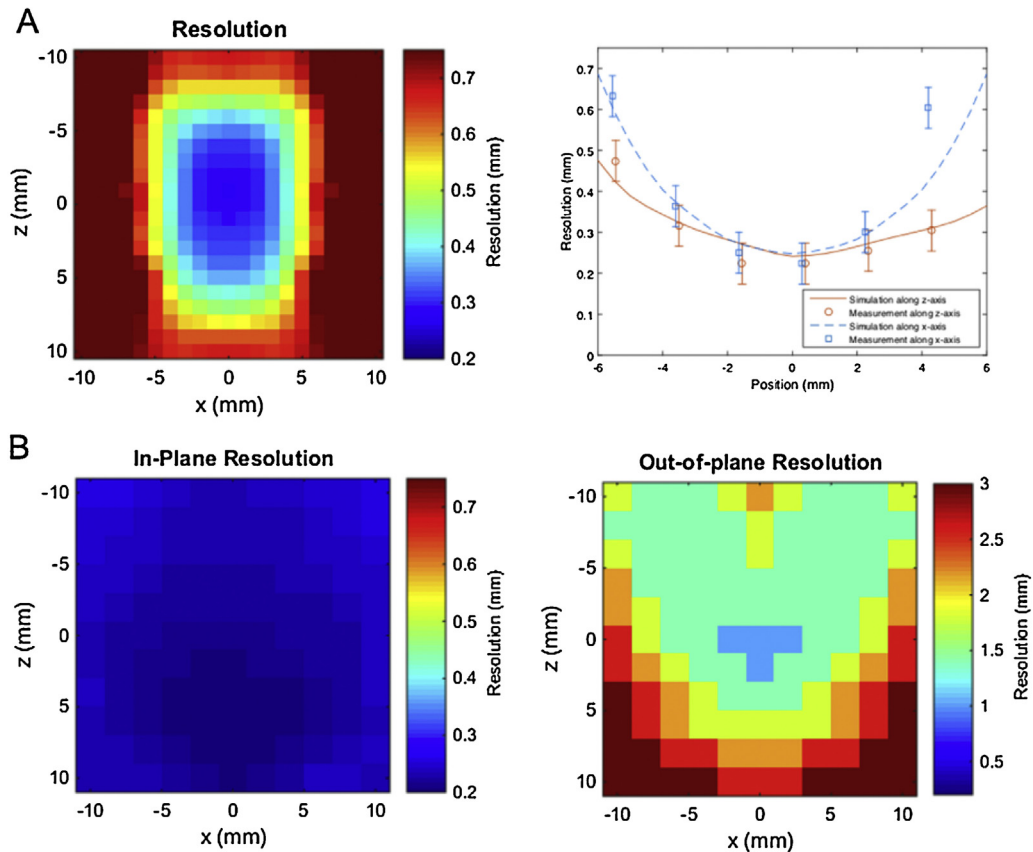 A
Resolution
-10
-5
0
5
10
z (mm)
-10 -5 0 5 10
x (mm)
0.7
0.6
0.5
0.4
0.3
0.2
Resolution (mm)
0.7
0.6
0.5
0.4
0.3
0.2
0.1
0
Resolution (mm)
-6 -4 -2 0 2 4 6
Position (mm)
Simulation along z-axis
Measurement along z-axis
Simulation along x-axis
Measurement along x-axis
B
In-Plane Resolution
-10
-5
0
5
10
z (mm)
-10 -5 0 5 10
x (mm)
0.7
0.6
0.5
0.4
0.3
0.2
Resolution (mm)
Out-of-plane Resolution
-10
-5
0
5
10
z (mm)
-10 -5 0 5 10
x (mm)
3
2.5
2
1.5
1
0.5
Resolution (mm)